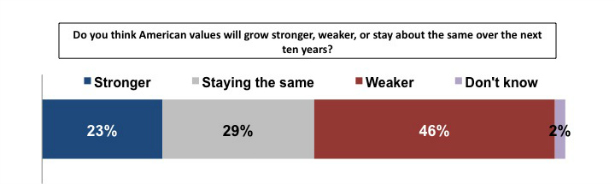 Do you think American values will grow stronger, weaker, or stay about the same over the next
ten years?
Stronger Staying the same Weaker Don't know
23% 29% 46% 2%